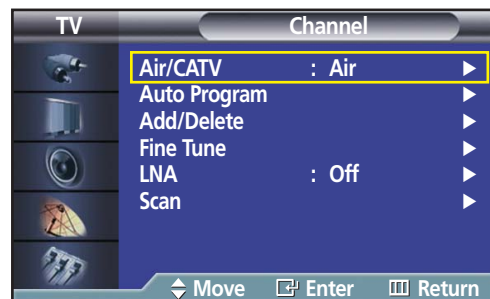 TV Channel
Air/CATV : Air
Auto Program
Add/Delete
Fine Tune
LNA : Off
Scan
Move Enter Return